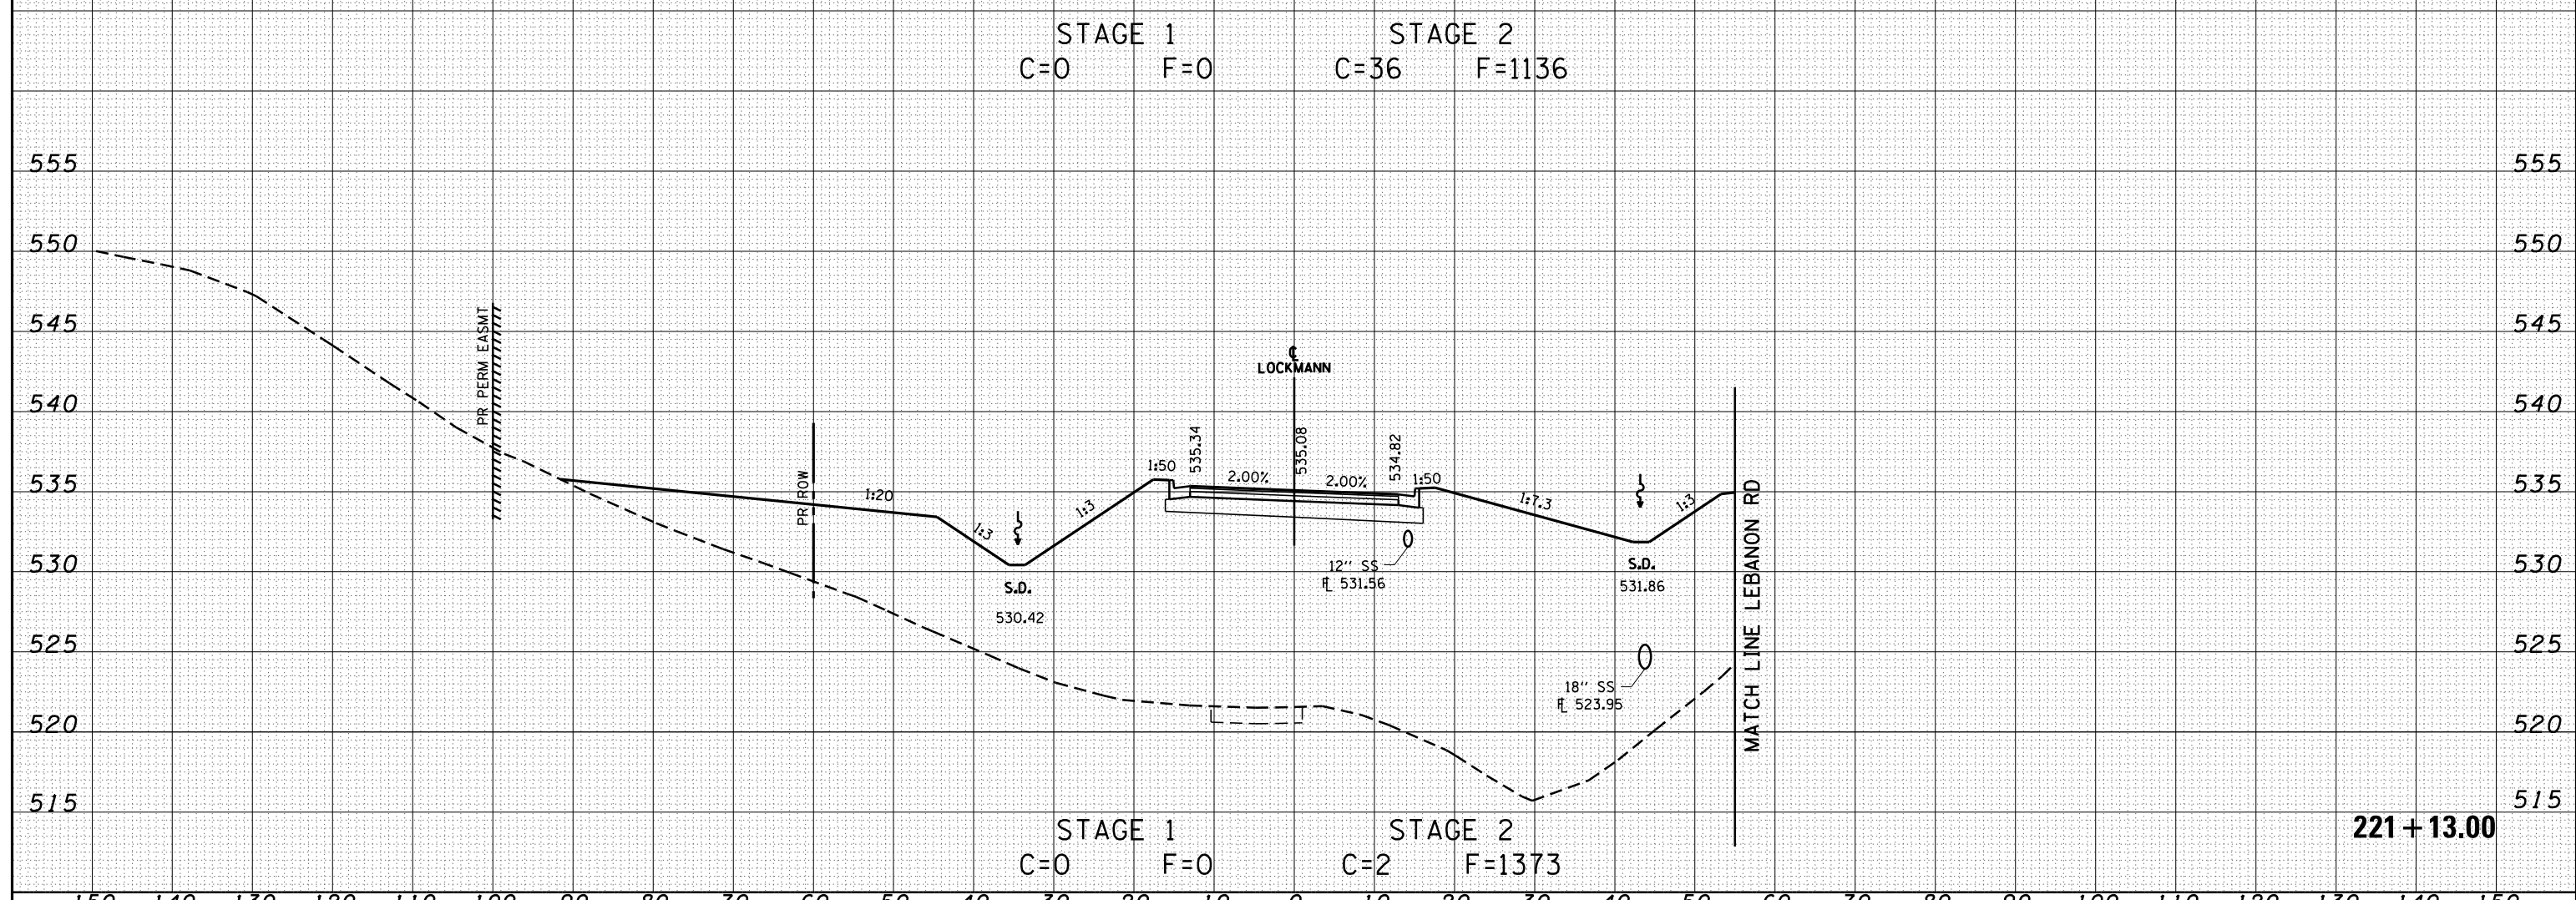 STAGE 1 STAGE 2
C=0 F=0 C=36 F=1136
555 555
550 550
545 545
PR PERM EASMT
540 540
℄
LOCKMANN
535 535
PR ROW
1:20
1:3
1:3
1:50
535.34
2.00%
535.08
2.00%
534.82
1:50
1:7.3
1:3
S.D.
530.42
12" SS
FL 531.56
S.D.
531.86
530 530
525 525
18" SS
FL 523.95
MATCH LINE LEBANON RD
520 520
515 515
STAGE 1 STAGE 2
C=0 F=0 C=2 F=1373
221+13.00